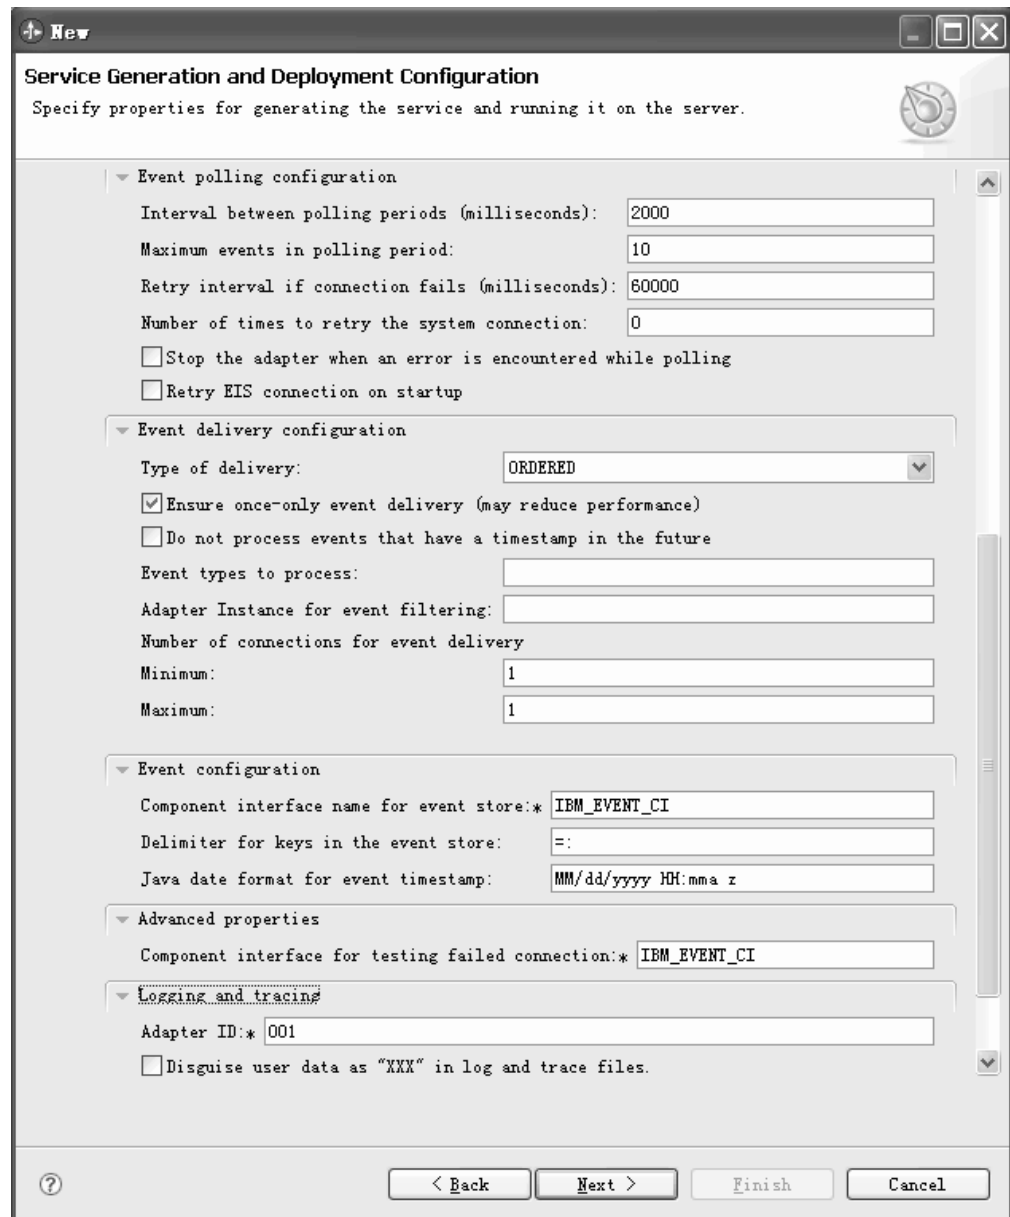 New
Service Generation and Deployment Configuration
Specify properties for generating the service and running it on the server.
Event polling configuration
Interval between polling periods (milliseconds): 2000
Maximum events in polling period: 10
Retry interval if connection fails (milliseconds): 60000
Number of times to retry the system connection: 0
Stop the adapter when an error is encountered while polling
Retry EIS connection on startup
Event delivery configuration
Type of delivery: ORDERED
Ensure once-only event delivery (may reduce performance)
Do not process events that have a timestamp in the future
Event types to process:
Adapter Instance for event filtering:
Number of connections for event delivery
Minimum: 1
Maximum: 1
Event configuration
Component interface name for event store:* IBM_EVENT_CI
Delimiter for keys in the event store: =:
Java date format for event timestamp: MM/dd/yyyy HH:mma z
Advanced properties
Component interface for testing failed connection:* IBM_EVENT_CI
Logging and tracing
Adapter ID:* 001
Disguise user data as "XXX" in log and trace files.
? < Back Next > Finish Cancel